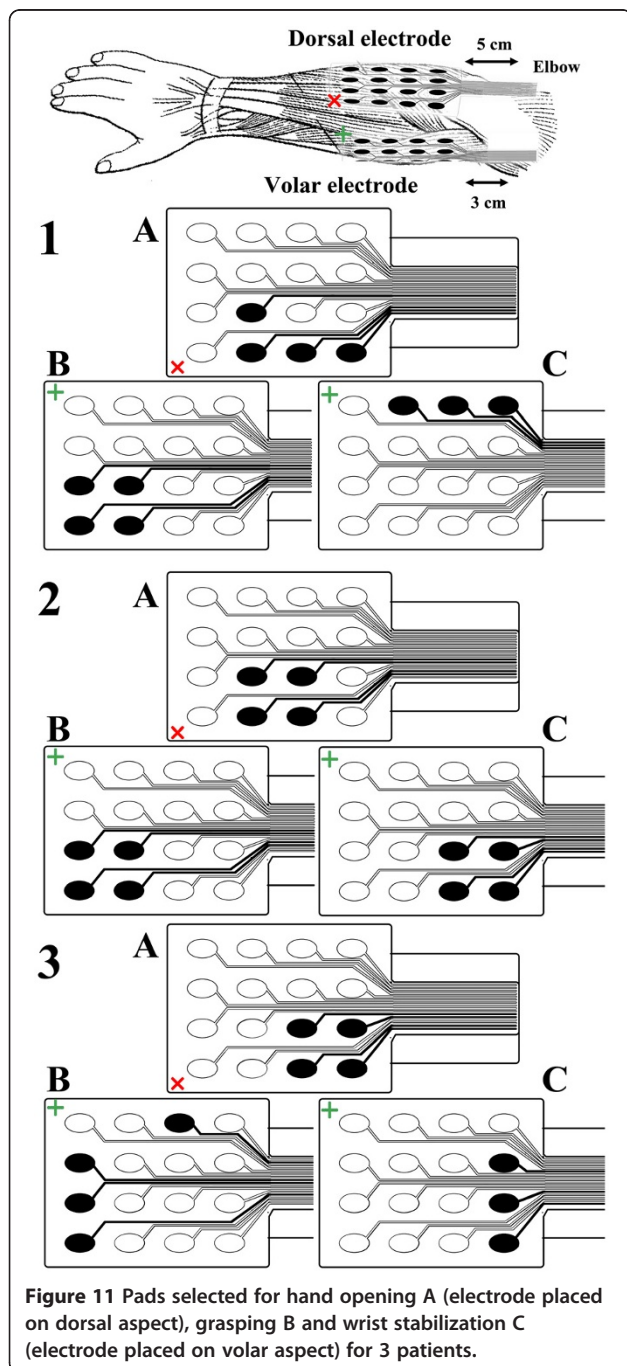 Dorsal electrode
5 cm
Elbow
Volar electrode
3 cm
1
A
B
C
2
A
B
C
3
A
B
C
Figure 11 Pads selected for hand opening A (electrode placed
on dorsal aspect), grasping B and wrist stabilization C
(electrode placed on volar aspect) for 3 patients.